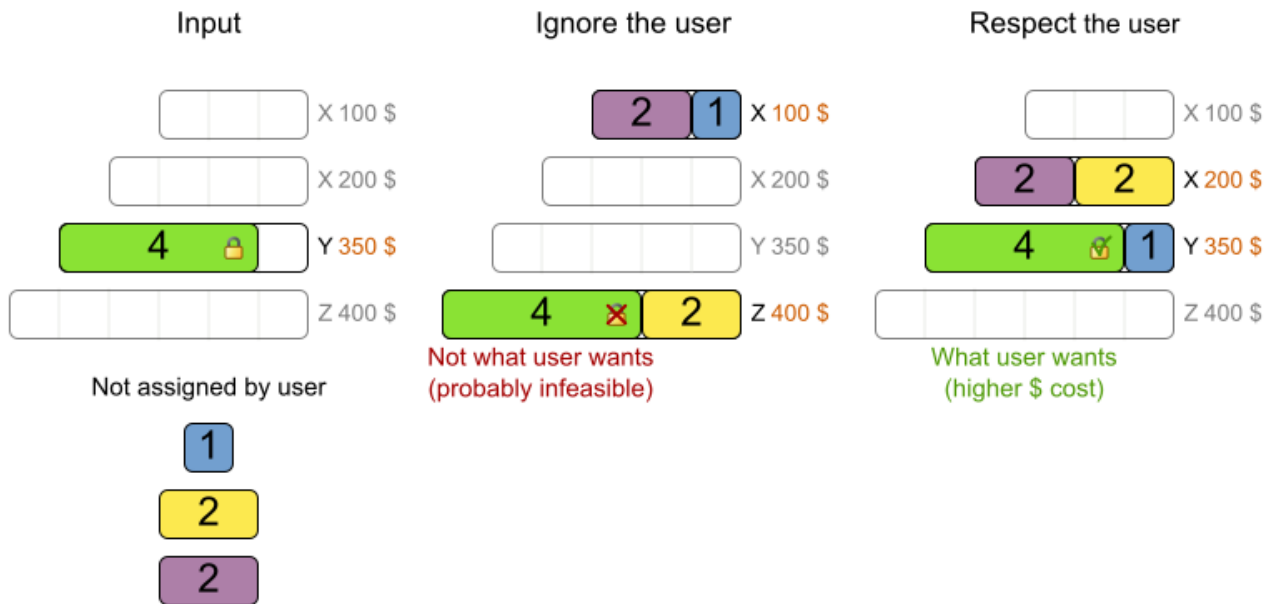 Input
Ignore the user
Respect the user
X 100 $
2 1 X 100 $
X 100 $
X 200 $
X 200 $
2 2 X 200 $
4 Y 350 $
Y 350 $
4 1 Y 350 $
Z 400 $
4 2 Z 400 $
Z 400 $
Not what user wants
(probably infeasible)
What user wants
(higher $ cost)
Not assigned by user
1
2
2